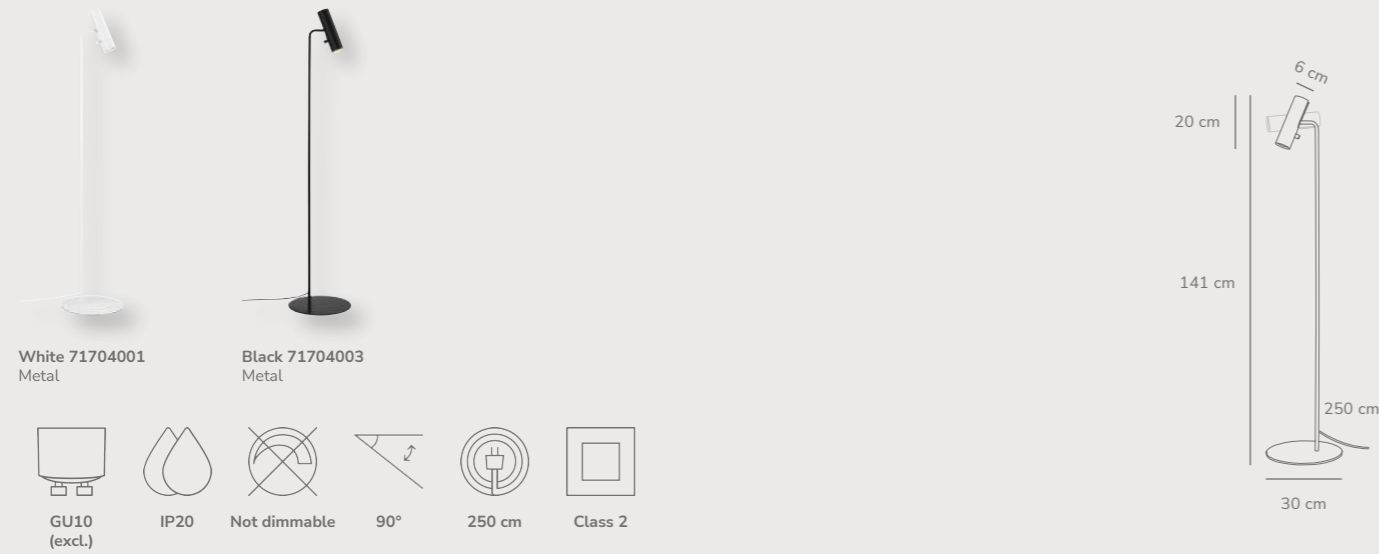 6 cm
20 cm
141 cm
White 71704001
Metal
Black 71704003
Metal
250 cm
GU10
(excl.)
IP20
Not dimmable
90°
250 cm
Class 2
30 cm